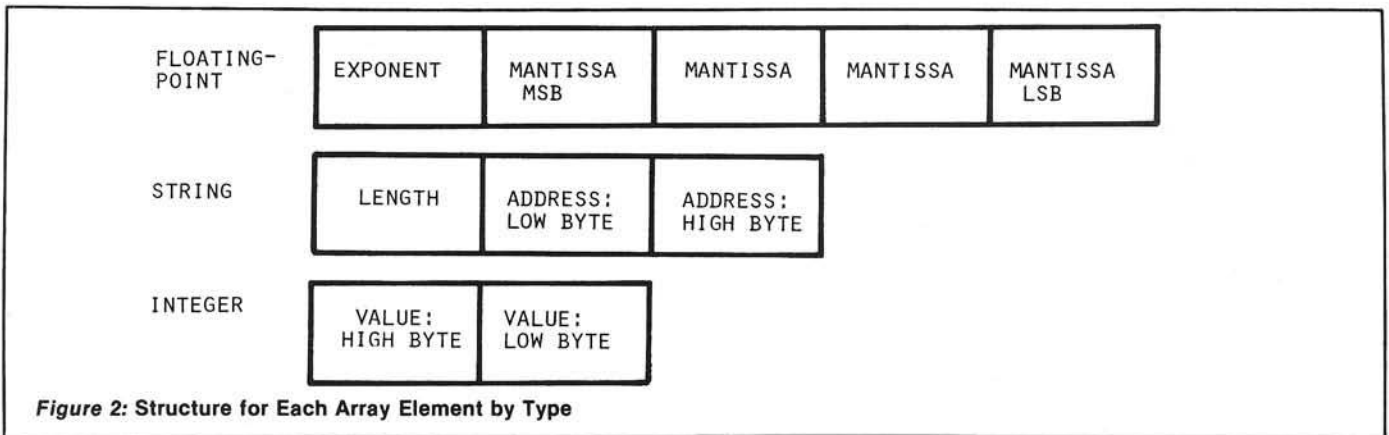 FLOATING-
POINT
EXPONENT
MANTISSA
MSB
MANTISSA
MANTISSA
MANTISSA
LSB
STRING
LENGTH
ADDRESS:
LOW BYTE
ADDRESS:
HIGH BYTE
INTEGER
VALUE:
HIGH BYTE
VALUE:
LOW BYTE
Figure 2: Structure for Each Array Element by Type